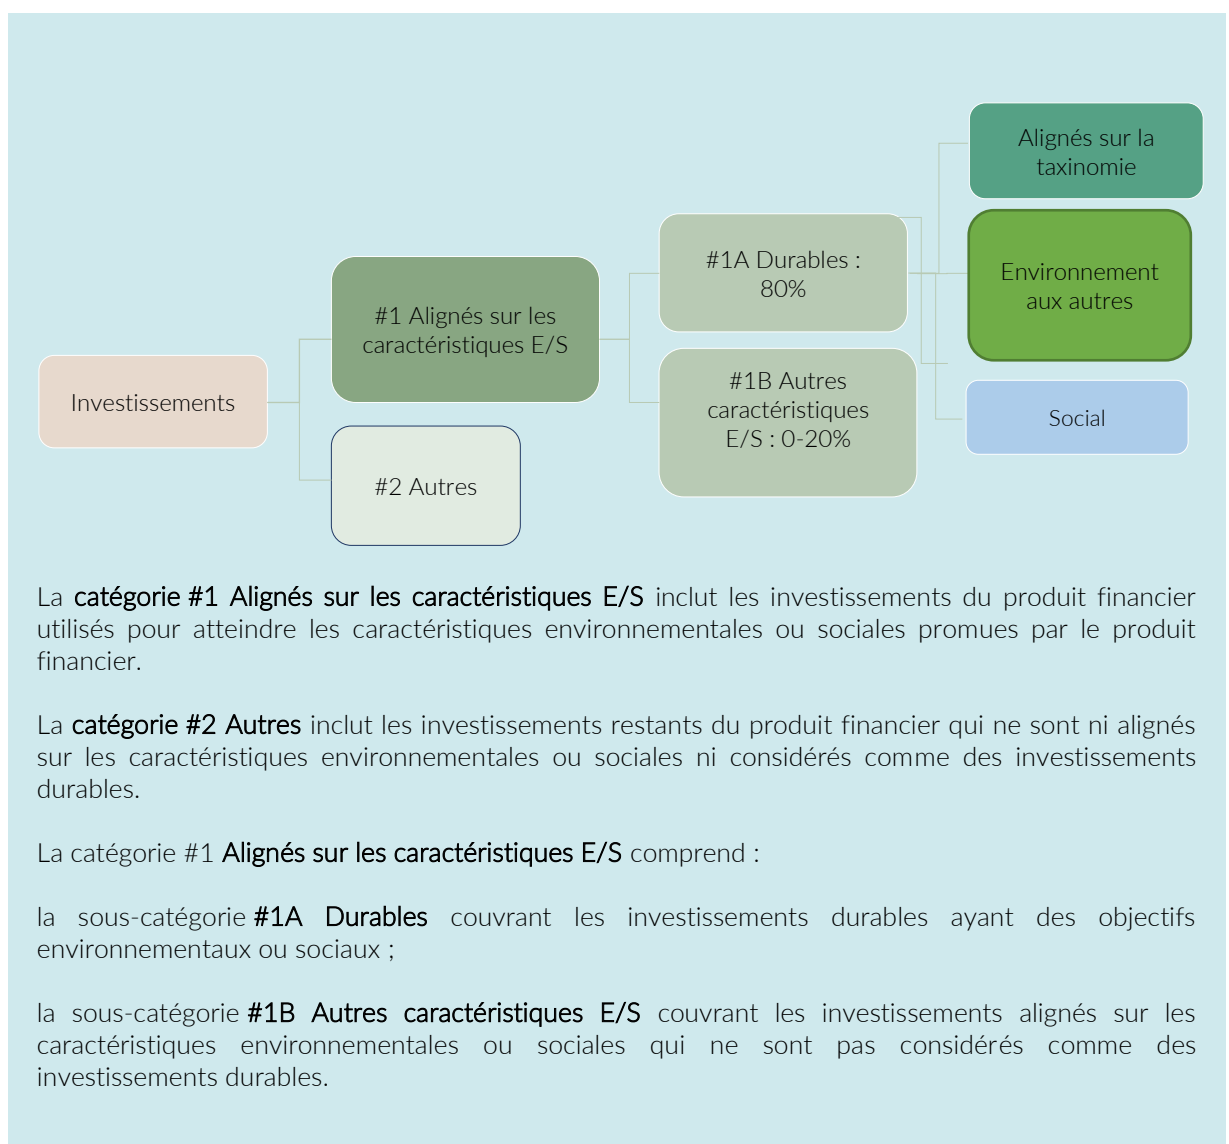 Alignés sur la
taxinomie
#1A Durables :
80%
Environnement
aux autres
#1 Alignés sur les
caractéristiques E/S
#1B Autres
caractéristiques
E/S : 0-20%
Investissements
Social
#2 Autres
La catégorie #1 Alignés sur les caractéristiques E/S inclut les investissements du produit financier
utilisés pour atteindre les caractéristiques environnementales ou sociales promues par le produit
financier.
La catégorie #2 Autres inclut les investissements restants du produit financier qui ne sont ni alignés
sur les caractéristiques environnementales ou sociales ni considérés comme des investissements
durables.
La catégorie #1 Alignés sur les caractéristiques E/S comprend :
la sous-catégorie #1A Durables couvrant les investissements durables ayant des objectifs
environnementaux ou sociaux ;
la sous-catégorie #1B Autres caractéristiques E/S couvrant les investissements alignés sur les
caractéristiques environnementales ou sociales qui ne sont pas considérés comme des
investissements durables.